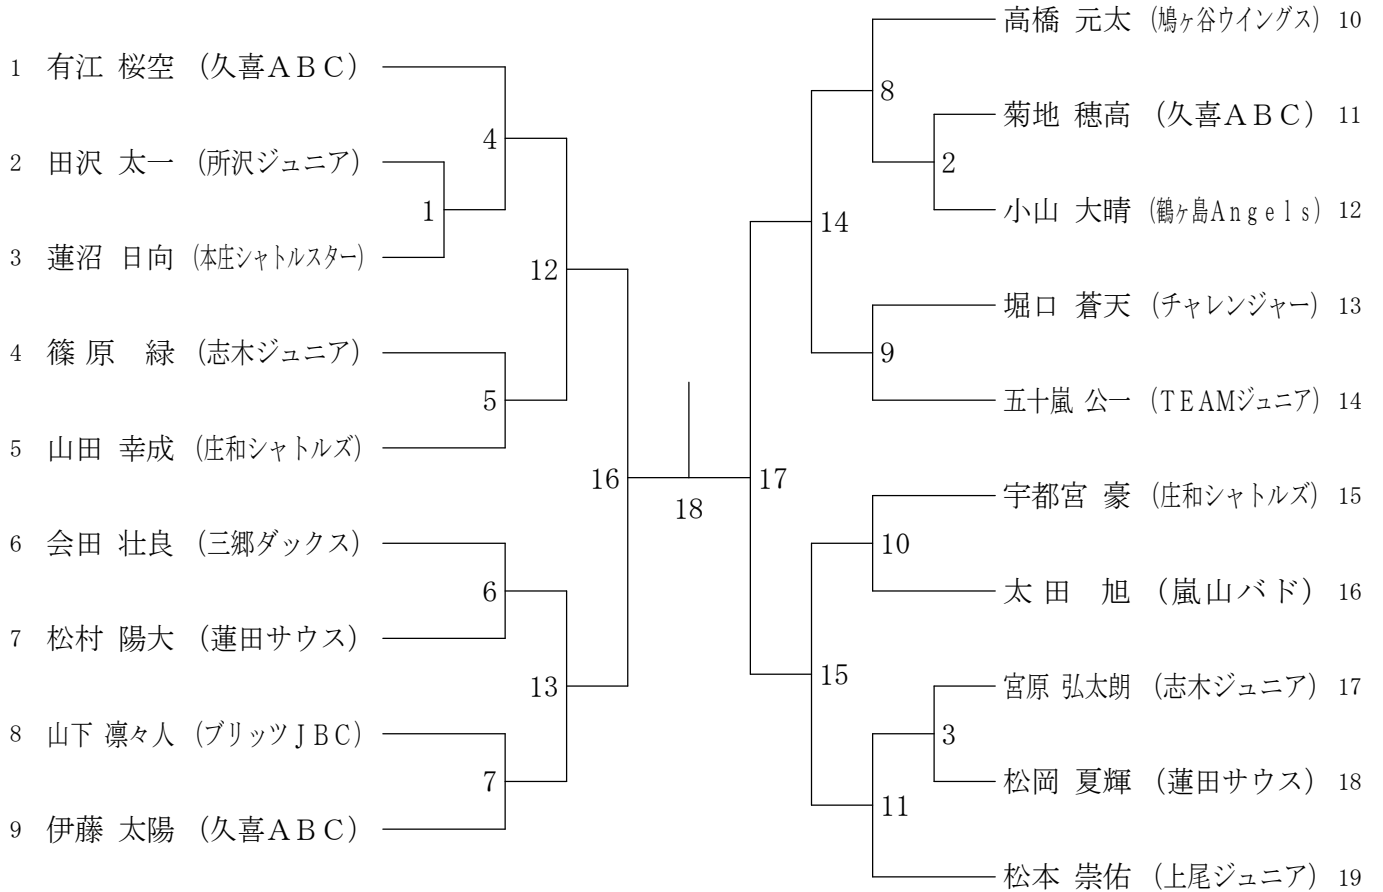 1 有江 桜空 (久喜ＡＢＣ)
2 田沢 太一 (所沢ジュニア)
3 蓮沼 日向 (本庄シャトルスター)
4 篠原 緑 (志木ジュニア)
5 山田 幸成 (庄和シャトルズ)
6 会田 壮良 (三郷ダックス)
7 松村 陽大 (蓮田サウス)
8 山下 凛々人 (ブリッツＪＢＣ)
9 伊藤 太陽 (久喜ＡＢＣ)
1
4
5
6
7
12
13
16
18
17
14
15
8
9
10
11
2
3
高橋 元太 (鳩ヶ谷ウイングス) 10
菊地 穂高 (久喜ＡＢＣ) 11
小山 大晴 (鶴ヶ島Ａｎｇｅｌｓ) 12
堀口 蒼天 (チャレンジャー) 13
五十嵐 公一 (ＴＥＡＭジュニア) 14
宇都宮 豪 (庄和シャトルズ) 15
太田 旭 (嵐山バド) 16
宮原 弘太朗 (志木ジュニア) 17
松岡 夏輝 (蓮田サウス) 18
松本 崇佑 (上尾ジュニア) 19